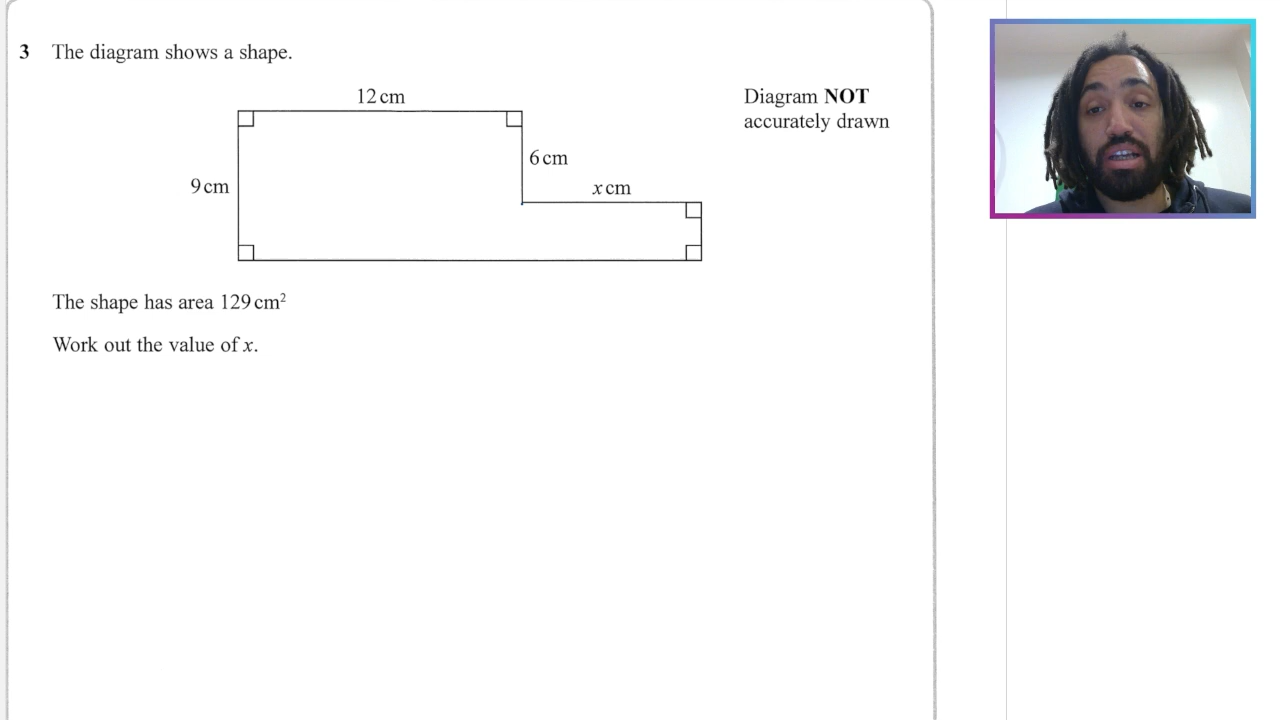 3 The diagram shows a shape.
12 cm
Diagram NOT
accurately drawn
6 cm
9 cm
x cm
The shape has area 129 cm²
Work out the value of x.